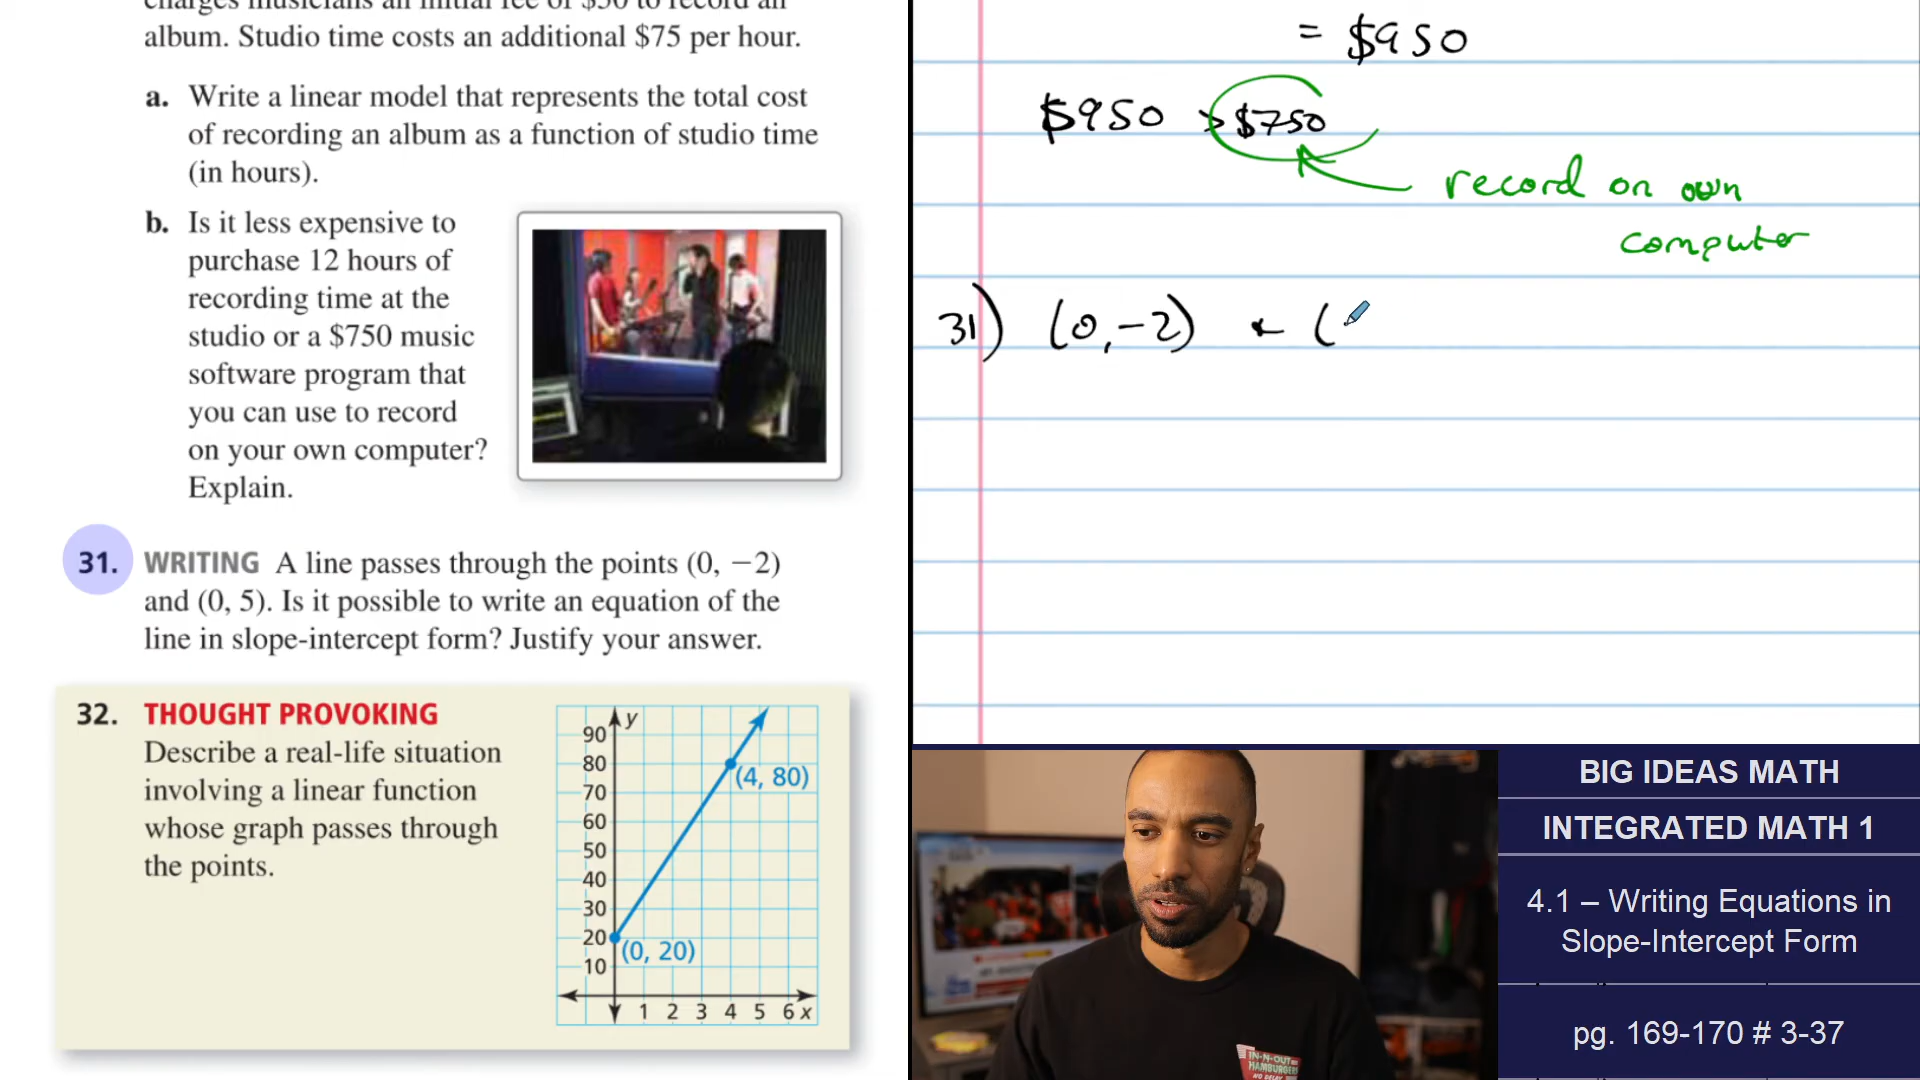 charges musicians an initial fee of $50 to record an
album. Studio time costs an additional $75 per hour.
a. Write a linear model that represents the total cost
of recording an album as a function of studio time
(in hours).
b. Is it less expensive to
purchase 12 hours of
recording time at the
studio or a $750 music
software program that
you can use to record
on your own computer?
Explain.
31. WRITING A line passes through the points (0, −2)
and (0, 5). Is it possible to write an equation of the
line in slope-intercept form? Justify your answer.
32. THOUGHT PROVOKING
Describe a real-life situation
involving a linear function
whose graph passes through
the points.
y
90
80
70
60
50
40
30
20
10
(4, 80)
(0, 20)
1 2 3 4 5 6 x
= $950
$950 > $750
record on own
computer
31) (0, -2) + (
IN-N-OUT
HAMBURGERS
NO DELAY
BIG IDEAS MATH
INTEGRATED MATH 1
4.1 – Writing Equations in
Slope-Intercept Form
pg. 169-170 # 3-37